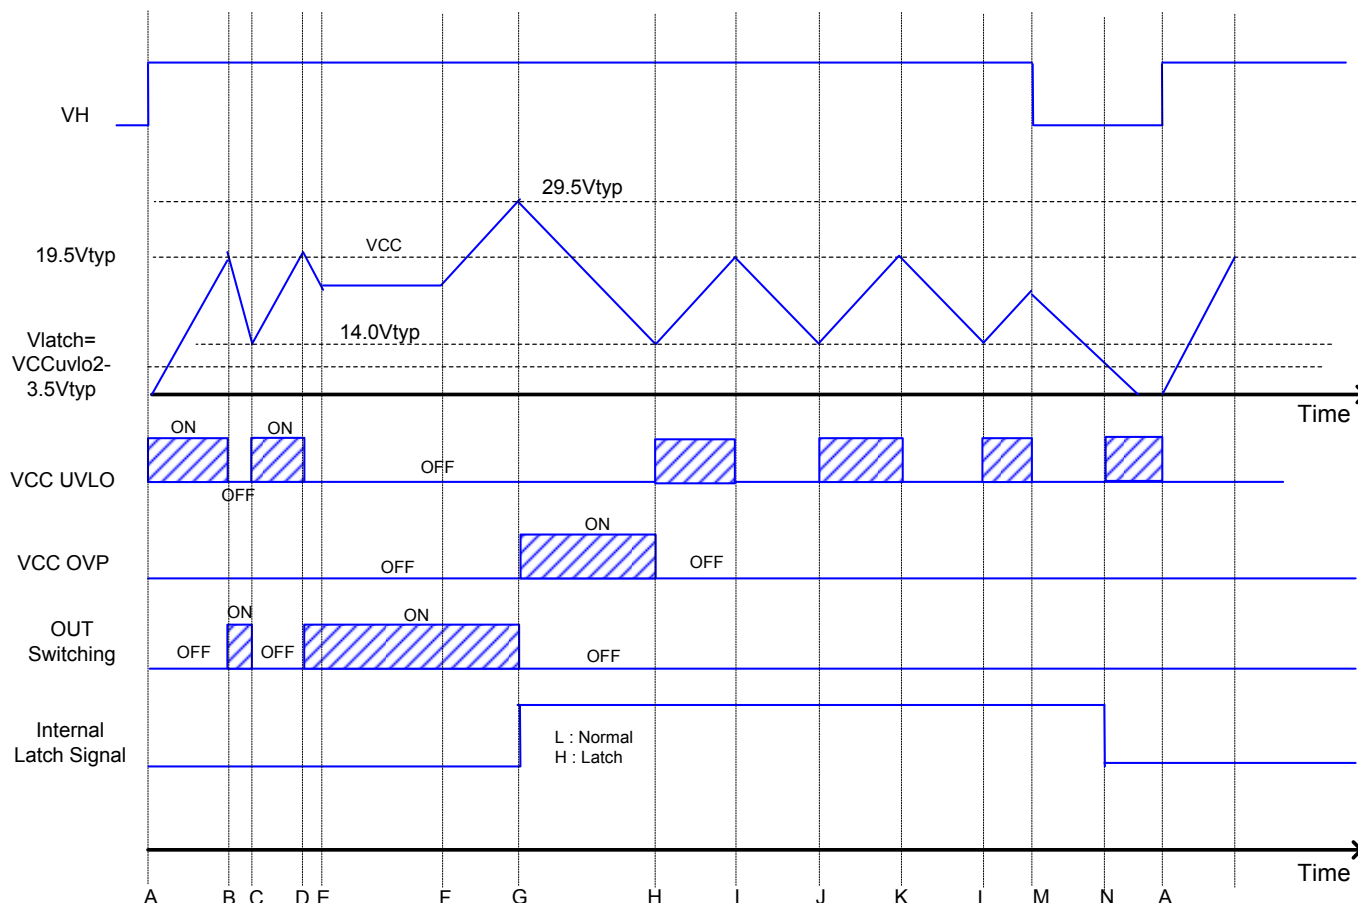 VH
29.5Vtyp
19.5Vtyp
VCC
14.0Vtyp
Vlatch=
VCCuvlo2-
3.5Vtyp
Time
ON
ON
VCC UVLO
OFF
OFF
ON
VCC OVP
OFF
OFF
ON
ON
OUT
Switching
OFF
OFF
OFF
Internal
Latch Signal
L : Normal
H : Latch
Time
A B C D E F G H I J K L M N A